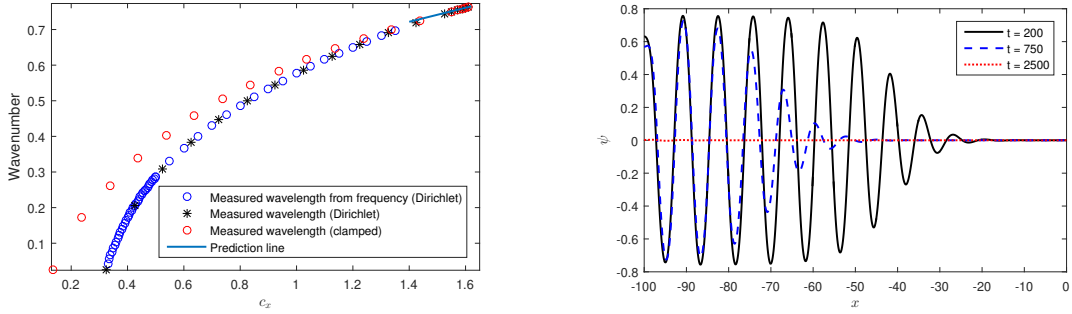 0.7
0.6
0.5
0.4
0.3
0.2
0.1
Wavenumber
0.2 0.4 0.6 0.8 1 1.2 1.4 1.6
c_x
Measured wavelength from frequency (Dirichlet)
Measured wavelength (Dirichlet)
Measured wavelength (clamped)
Prediction line
0.8
0.6
0.4
0.2
0
-0.2
-0.4
-0.6
-0.8
ψ
-100 -90 -80 -70 -60 -50 -40 -30 -20 -10 0
x
t = 200
t = 750
t = 2500